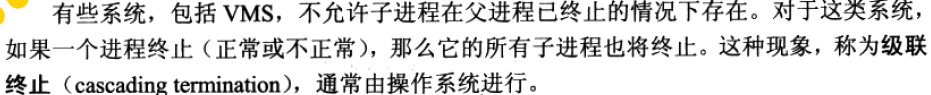 有些系统，包括 VMS，不允许子进程在父进程已终止的情况下存在。对于这类系统，
如果一个进程终止（正常或不正常），那么它的所有子进程也将终止。这种现象，称为级联
终止（cascading termination），通常由操作系统进行。